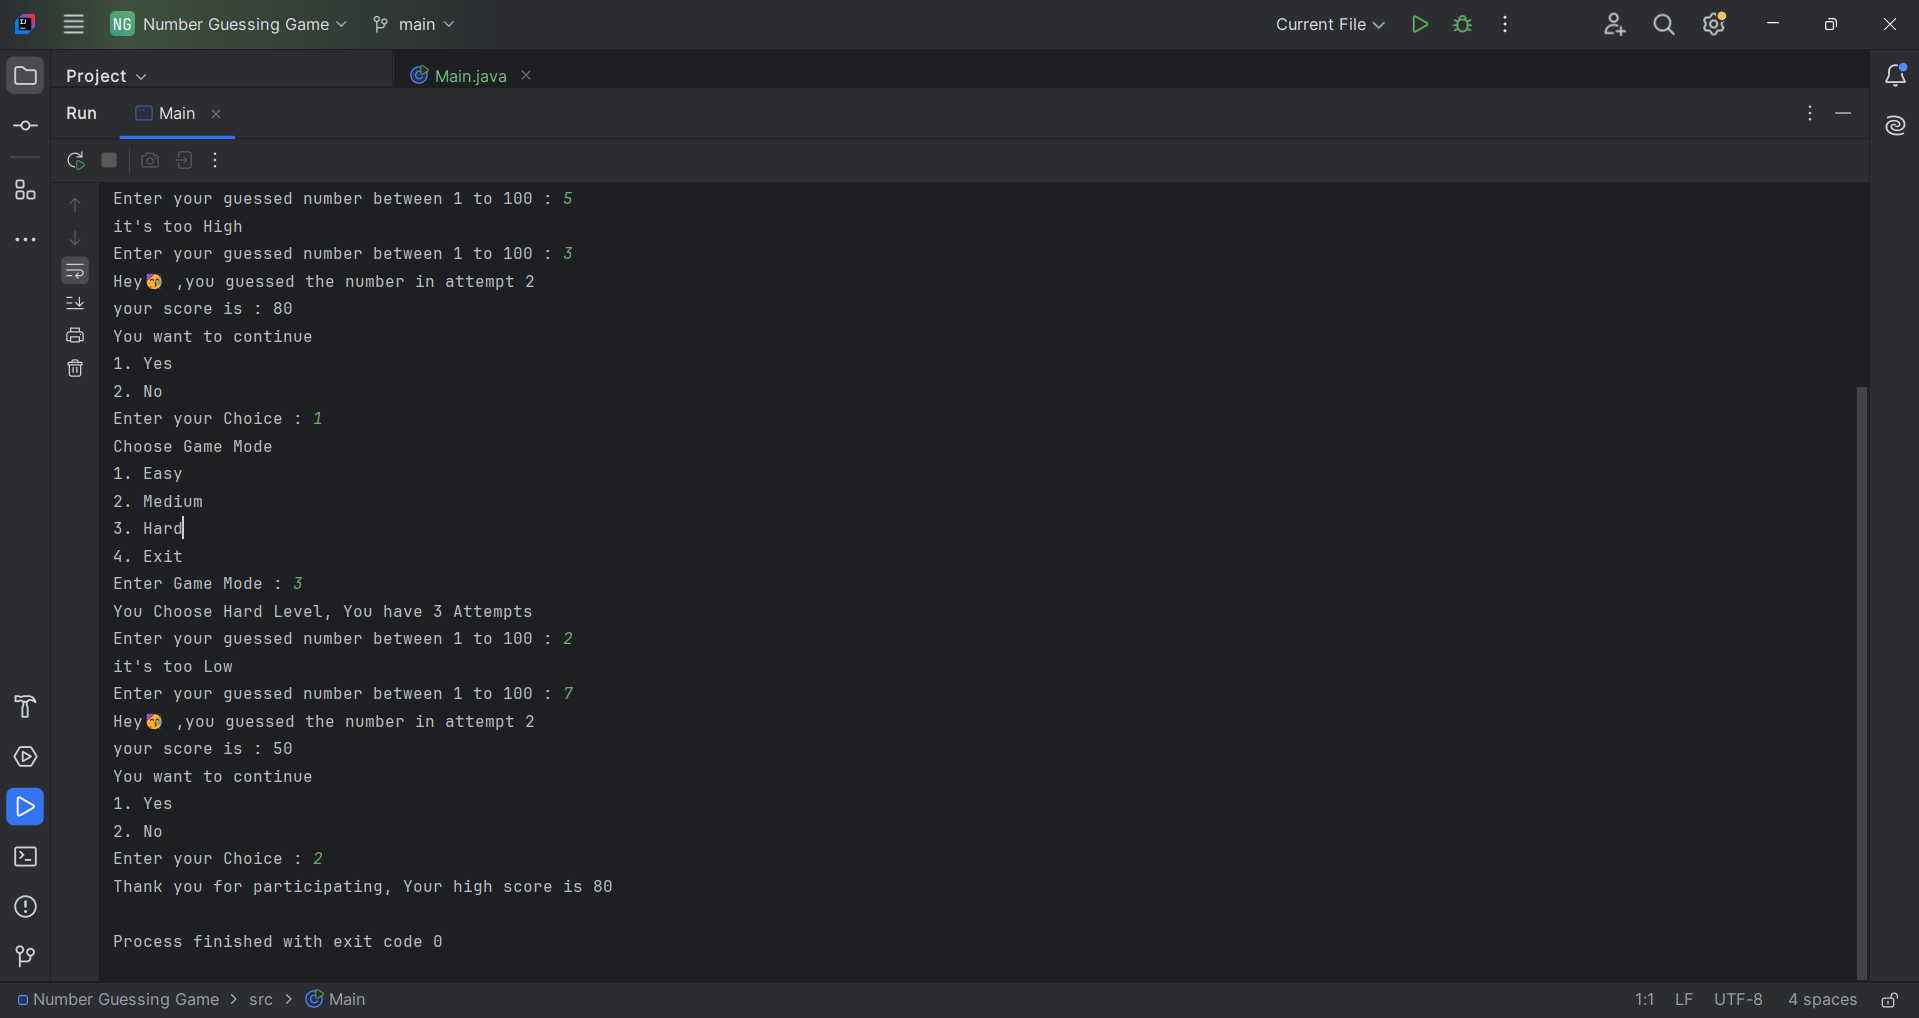 NG Number Guessing Game main Current File
Project Main.java
Run Main
Enter your guessed number between 1 to 100 : 5
it's too High
Enter your guessed number between 1 to 100 : 3
Hey🥳 ,you guessed the number in attempt 2
your score is : 80
You want to continue
1. Yes
2. No
Enter your Choice : 1
Choose Game Mode
1. Easy
2. Medium
3. Hard
4. Exit
Enter Game Mode : 3
You Choose Hard Level, You have 3 Attempts
Enter your guessed number between 1 to 100 : 2
it's too Low
Enter your guessed number between 1 to 100 : 7
Hey🥳 ,you guessed the number in attempt 2
your score is : 50
You want to continue
1. Yes
2. No
Enter your Choice : 2
Thank you for participating, Your high score is 80
Process finished with exit code 0
Number Guessing Game > src > Main 1:1 LF UTF-8 4 spaces